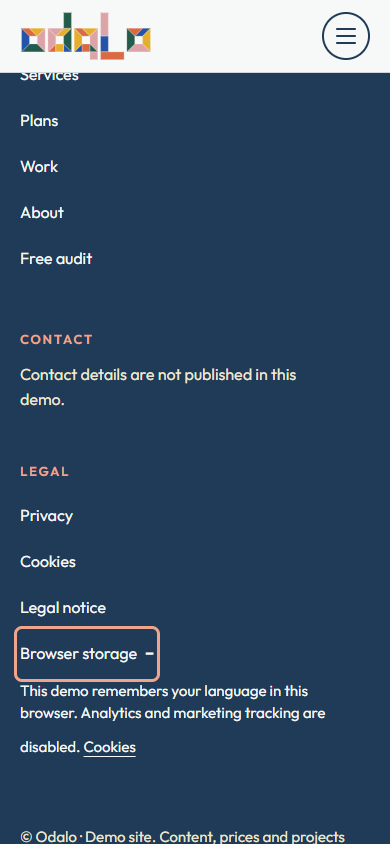 odaLo
Services
Plans
Work
About
Free audit
CONTACT
Contact details are not published in this
demo.
LEGAL
Privacy
Cookies
Legal notice
Browser storage –
This demo remembers your language in this
browser. Analytics and marketing tracking are
disabled. Cookies
© Odalo · Demo site. Content, prices and projects